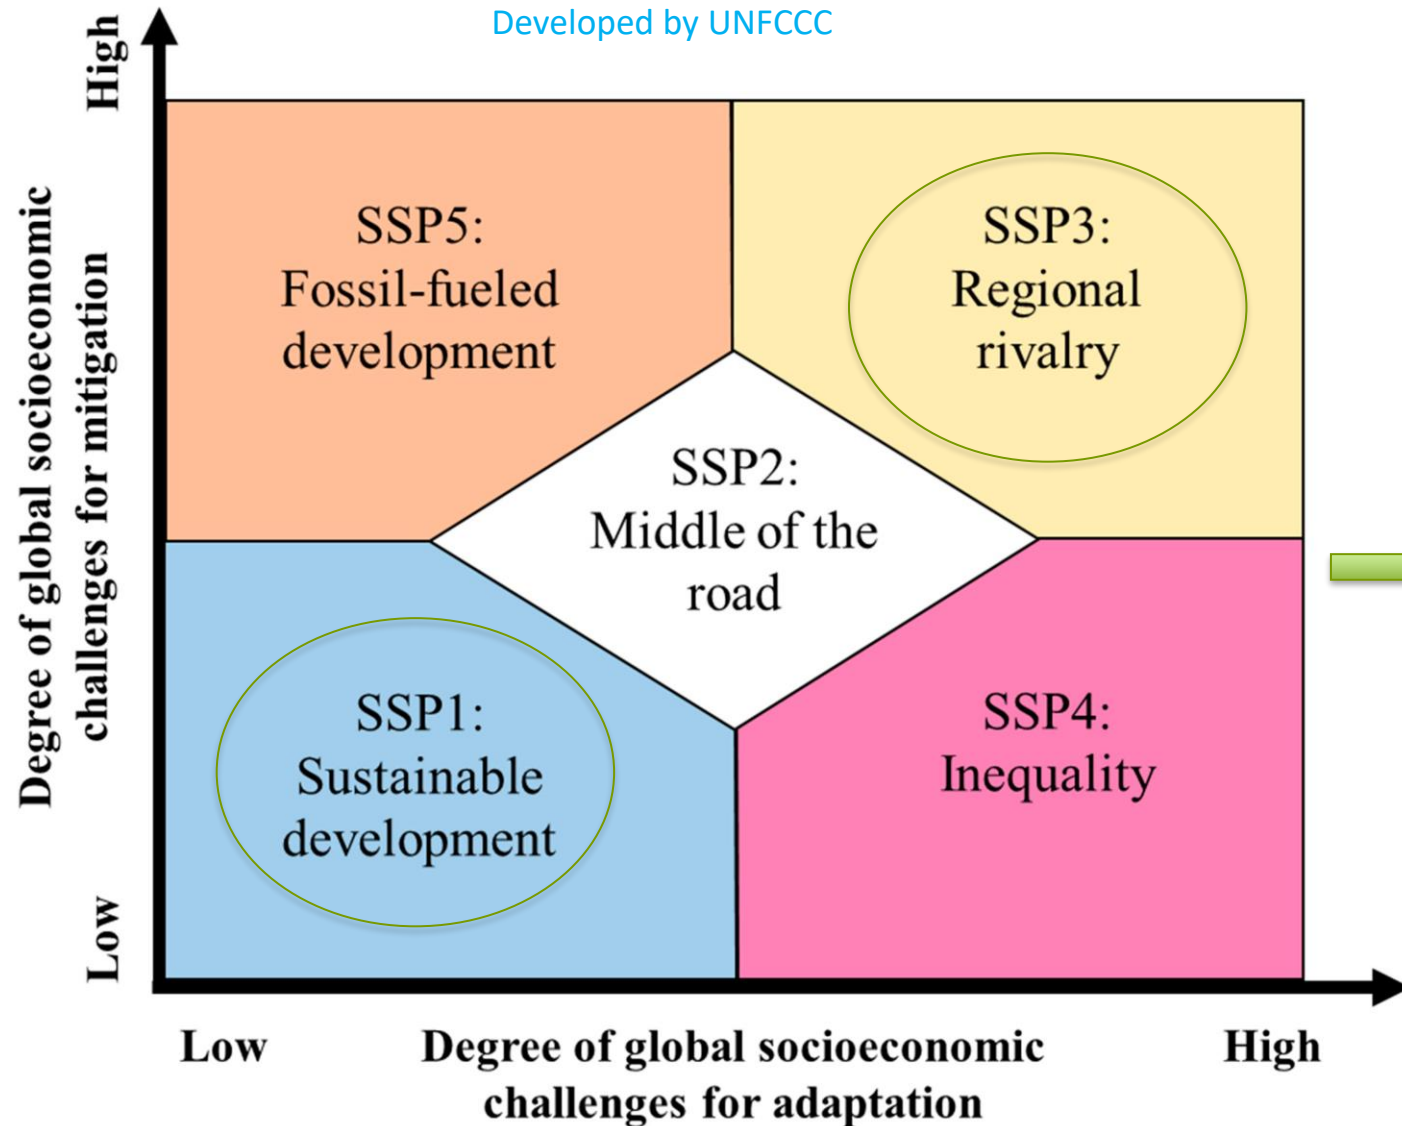 Developed by UNFCCC
High
Degree of global socioeconomic
challenges for mitigation
Low
SSP5:
Fossil-fueled
development
SSP3:
Regional
rivalry
SSP2:
Middle of the
road
SSP1:
Sustainable
development
SSP4:
Inequality
Low
Degree of global socioeconomic
challenges for adaptation
High